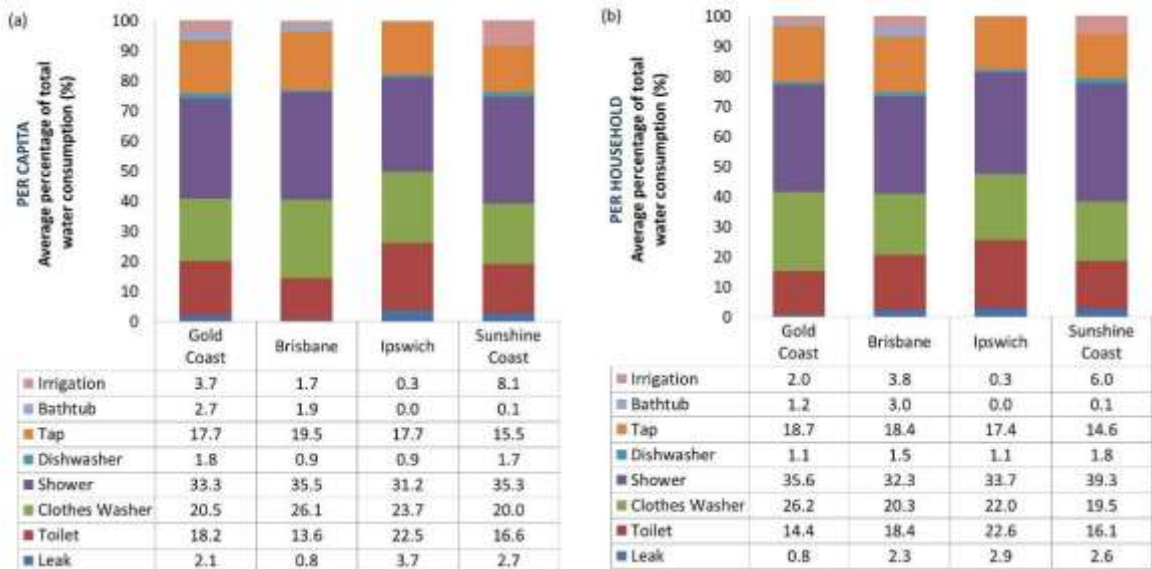 (a)
PER CAPITA
Average percentage of total
water consumption (%)
100
90
80
70
60
50
40
30
20
10
0
Gold Coast Brisbane Ipswich Sunshine Coast
Irrigation 3.7 1.7 0.3 8.1
Bathtub 2.7 1.9 0.0 0.1
Tap 17.7 19.5 17.7 15.5
Dishwasher 1.8 0.9 0.9 1.7
Shower 33.3 35.5 31.2 35.3
Clothes Washer 20.5 26.1 23.7 20.0
Toilet 18.2 13.6 22.5 16.6
Leak 2.1 0.8 3.7 2.7
(b)
PER HOUSEHOLD
Average percentage of total
water consumption (%)
100
90
80
70
60
50
40
30
20
10
0
Gold Coast Brisbane Ipswich Sunshine Coast
Irrigation 2.0 3.8 0.3 6.0
Bathtub 1.2 3.0 0.0 0.1
Tap 18.7 18.4 17.4 14.6
Dishwasher 1.1 1.5 1.1 1.8
Shower 35.6 32.3 33.7 39.3
Clothes Washer 26.2 20.3 22.0 19.5
Toilet 14.4 18.4 22.6 16.1
Leak 0.8 2.3 2.9 2.6